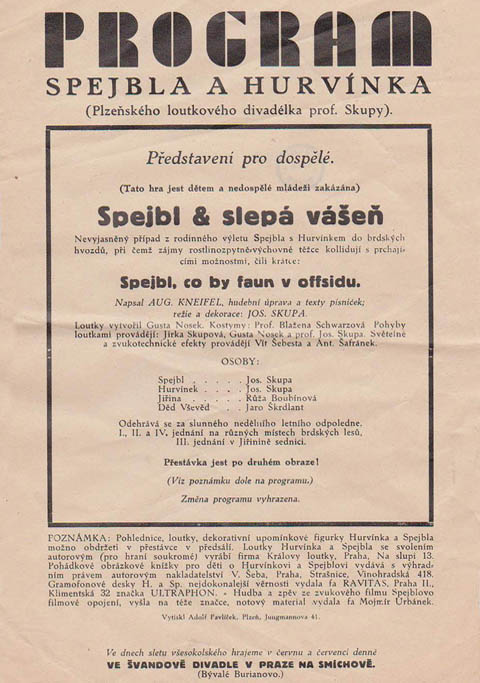 PROGRAM
SPEJBLA A HURVÍNKA
(Plzeňského loutkového divadélka prof. Skupy).
Představení pro dospělé.
(Tato hra jest dětem a nedospělé mládeži zakázána)
Spejbl & slepá vášeň
Nevyjasněný případ z rodinného výletu Spejbla s Hurvínkem do brdských
hvozdů, při čemž zájmy rostlinozpytněvýchovné těžce kollidují s prchají-
cími možnostmi, čili krátce:
Spejbl, co by faun v offsidu.
Napsal AUG. KNEIFEL, hudební úprava a texty písniček;
režie a dekorace: JOS. SKUPA.
Loutky vytvořil Gusta Nosek. Kostymy: Prof. Blažena Schwarzová Pohyby
loutkami provádějí: Jirka Skupová, Gusta Nosek a prof. Jos. Skupa. Světelné
a zvukotechnické efekty provádějí Vít Šebesta a Ant. Šafránek.
OSOBY:
Spejbl . . . . . Jos. Skupa
Hurvínek . . . . Jos. Skupa
Jiřina . . . . . Růža Boubínová
Děd Vševěd . . Jaro Škrdlant
Odehrává se za slunného nedělního letního odpoledne,
I., II. a IV. jednání na různých místech brdských lesů,
III. jednání v Jiřinině sednici.
Přestávka jest po druhém obraze!
(Viz poznámku dole na programu.)
Změna programu vyhrazena.
POZNÁMKA: Pohlednice, loutky, dekorativní upomínkové figurky Hurvínka a Spejbla
možno obdržeti v přestávce v předsálí. Loutky Hurvínka a Spejbla se svolením
autorovým (pro hraní soukromé) vyrábí firma Královy loutky, Praha, Na slupi 13.
Pohádkové obrázkové knížky pro děti o Hurvínkovi a Spejblovi vydává s výhrad-
ním právem autorovým nakladatelství V. Šeba, Praha, Strašnice, Vinohradská 418.
Gramofonové desky H. a Sp. nejdokonalejší věrnosti vydala fa RAVITAS, Praha II.,
Klimentská 32 značka ULTRAPHON. - Hudba a zpěv ze zvukového filmu Spejblovo
filmové opojení, vyšla na téže značce, notový materiál vydala fa Mojmír Urbánek.
Vytiskl Adolf Pavlíček, Plzeň, Jungmannova 41.
Ve dnech sletu všesokolského hrajeme v červnu a červenci denně
VE ŠVANDOVĚ DIVADLE V PRAZE NA SMÍCHOVĚ.
(Bývalé Burianovo.)